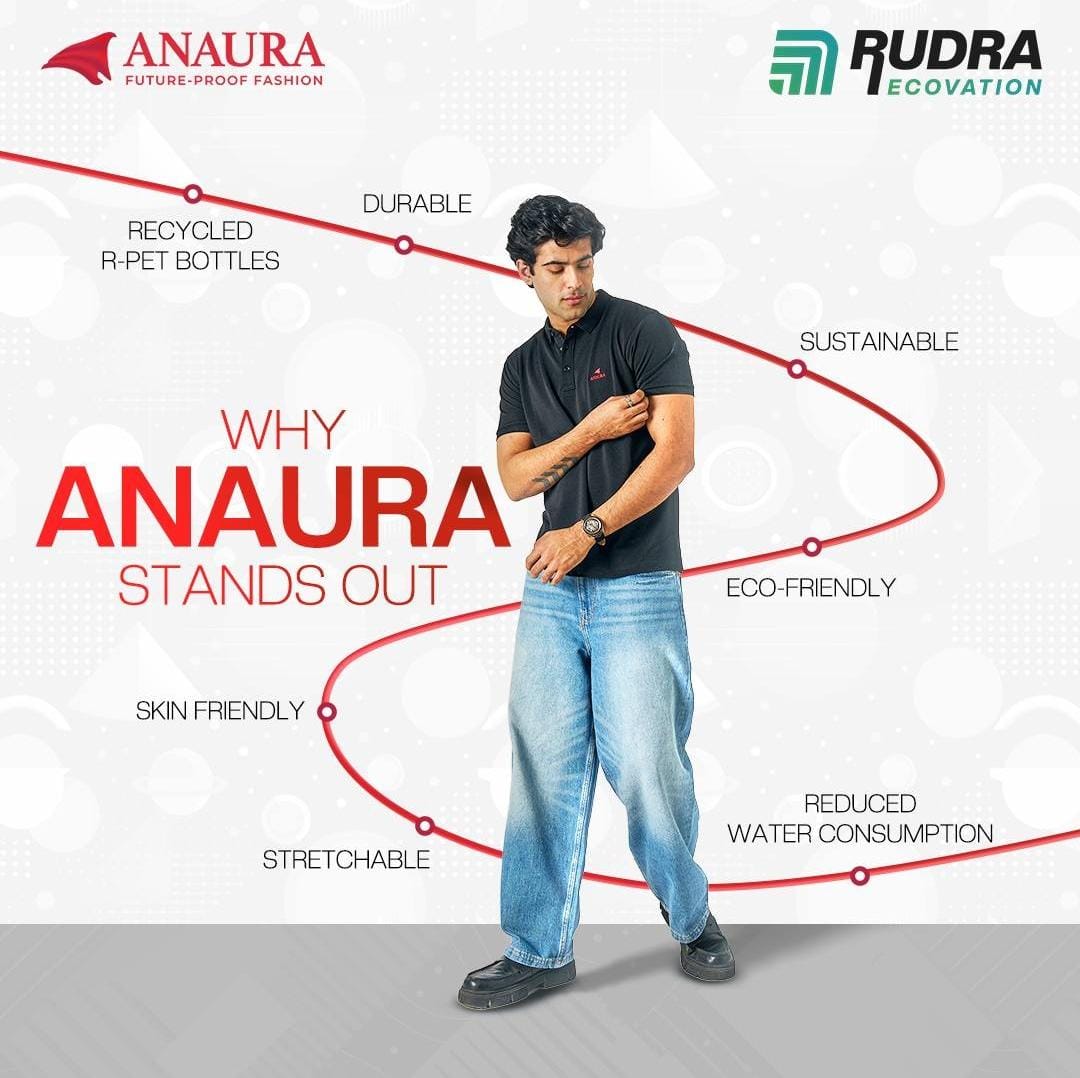 ANAURA
FUTURE-PROOF FASHION
RUDRA
ECOVATION
RECYCLED
R-PET BOTTLES
DURABLE
SUSTAINABLE
WHY
ANAURA
STANDS OUT
ANAURA
ECO-FRIENDLY
SKIN FRIENDLY
STRETCHABLE
REDUCED
WATER CONSUMPTION